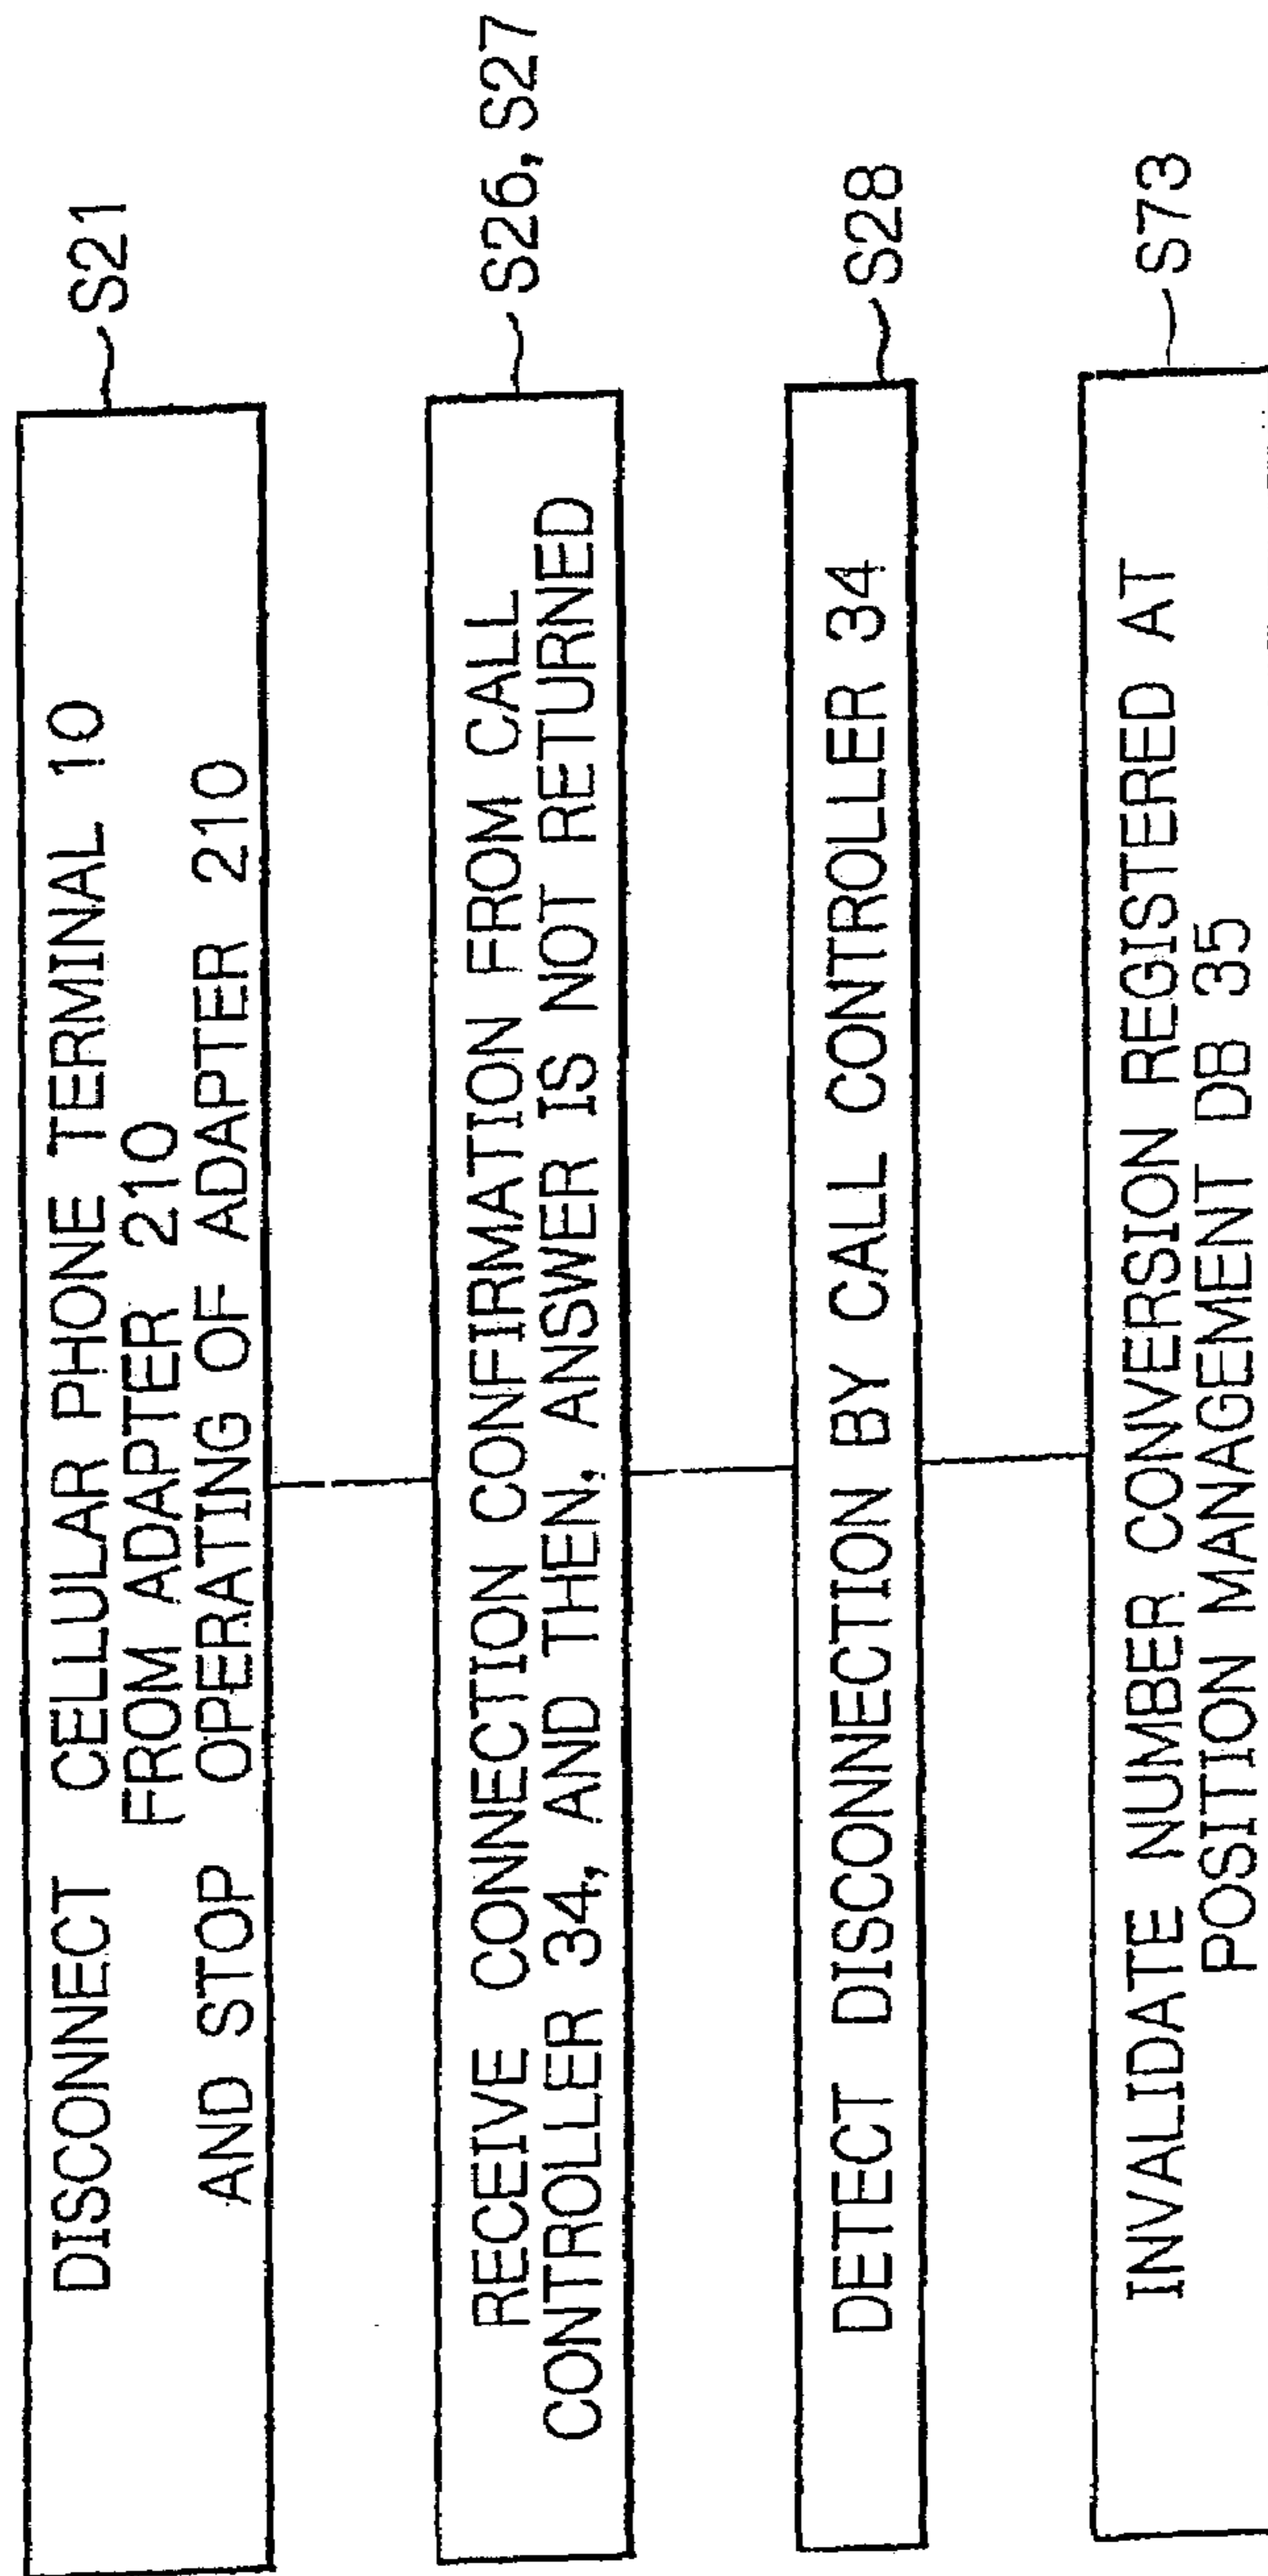 DISCONNECT CELLULAR PHONE TERMINAL 10
FROM ADAPTER 210
AND STOP OPERATING OF ADAPTER 210
S21
RECEIVE CONNECTION CONFIRMATION FROM CALL
CONTROLLER 34, AND THEN, ANSWER IS NOT RETURNED
S26, S27
DETECT DISCONNECTION BY CALL CONTROLLER 34
S28
INVALIDATE NUMBER CONVERSION REGISTERED AT
POSITION MANAGEMENT DB 35
S73